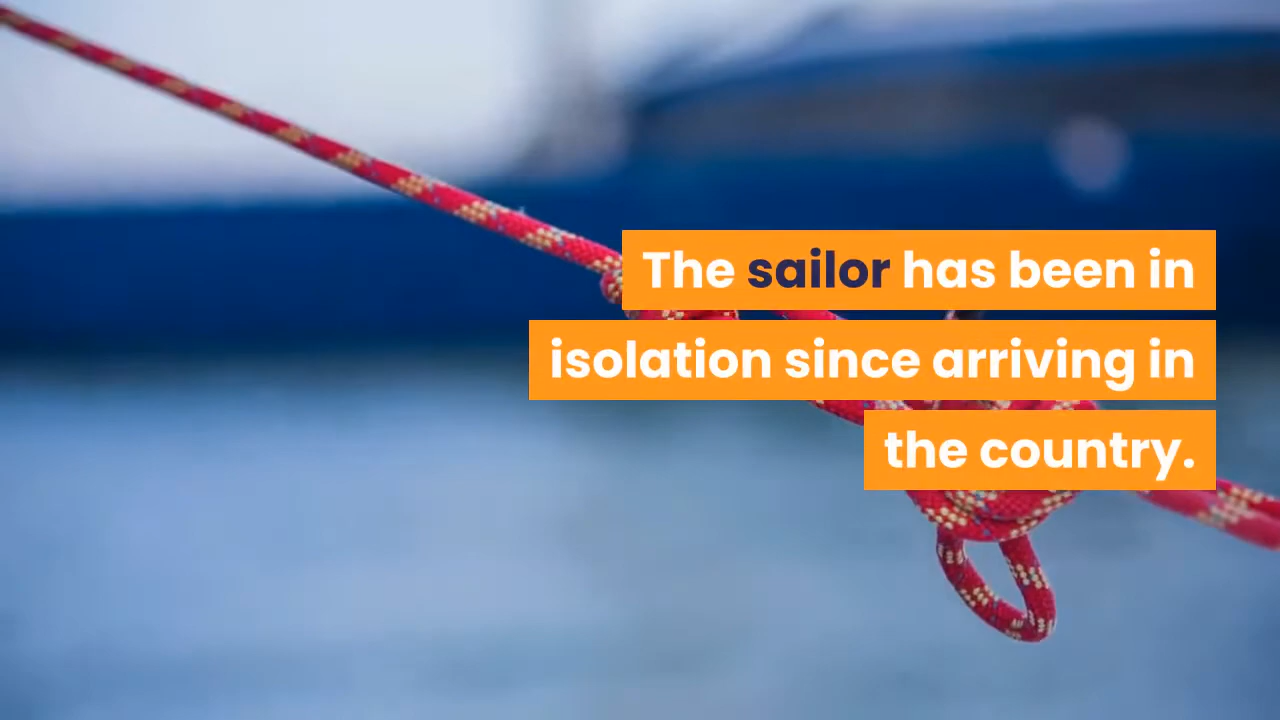 The sailor has been in
isolation since arriving in
the country.